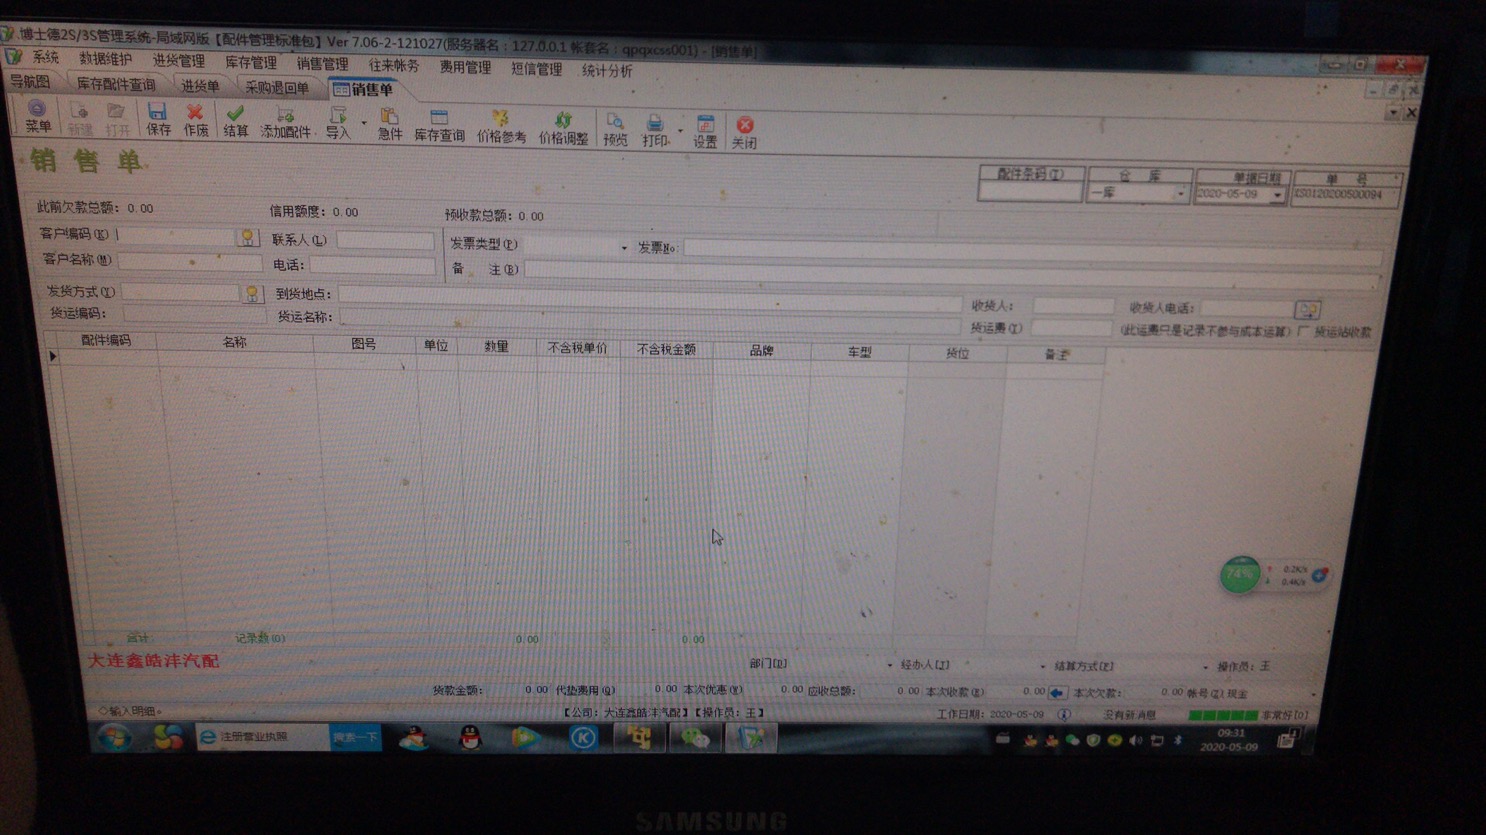 博士德2S/3S管理系统-局域网版【配件管理标准包】Ver 7.06-2-121027(服务器名：127.0.0.1 帐套名：qpqxcss001) - [销售单]
系统 数据维护 进货管理 库存管理 销售管理 往来帐务 费用管理 短信管理 统计分析
导航图 库存配件查询 进货单 采购退回单 销售单
菜单 新建 打开 保存 作废 结算 添加配件 导入 急件 库存查询 价格参考 价格调整 预览 打印 设置 关闭
销售单
配件条码(T) 仓 库 单据日期 单 号
一库 2020-05-09 XS0120200500094
此前欠款总额：0.00 信用额度：0.00 预收款总额：0.00
客户编码(K) 联系人(L) 发票类型(P) 发票No:
客户名称(M) 电话: 备 注(B)
发货方式(Y) 到货地点: 收货人: 收货人电话:
货运编码: 货运名称: 货运费(Y) (此运费只是记录不参与成本运算) 货运站收款
配件编码 名称 图号 单位 数量 不含税单价 不含税金额 品牌 车型 货位 备注
74% 0.2K/s
0.4K/s
合计 记录数(0) 0.00 0.00
大连鑫皓沣汽配 部门[D] 经办人[J] 结算方式[F] 操作员: 王
货款金额: 0.00 代垫费用(Q) 0.00 本次优惠(W) 0.00 应收总额: 0.00 本次收款(R) 0.00 本次欠款: 0.00 帐号(Z) 现金
◇输入明细。 【公司：大连鑫皓沣汽配】【操作员：王】 工作日期: 2020-05-09 没有新消息 非常好[0]
注册营业执照 搜索一下 09:31
2020-05-09
SAMSUNG